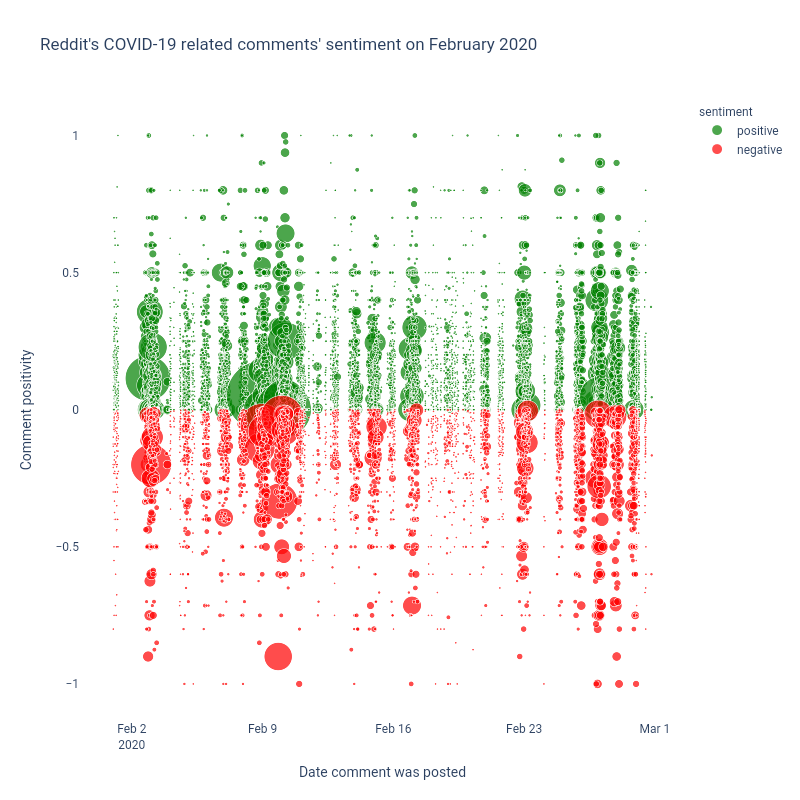 Reddit's COVID-19 related comments' sentiment on February 2020
sentiment
positive
negative
Comment positivity
1
0.5
0
−0.5
−1
Feb 2
2020
Feb 9
Feb 16
Feb 23
Mar 1
Date comment was posted